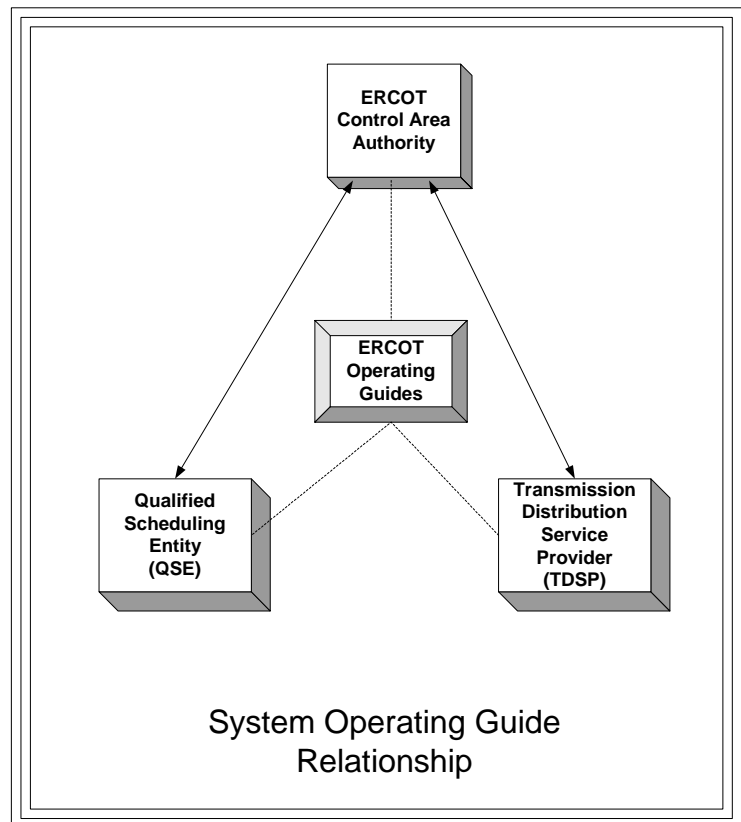 ERCOT
Control Area
Authority
ERCOT
Operating
Guides
Qualified
Scheduling
Entity
(QSE)
Transmission
Distribution
Service
Provider
(TDSP)
System Operating Guide
Relationship